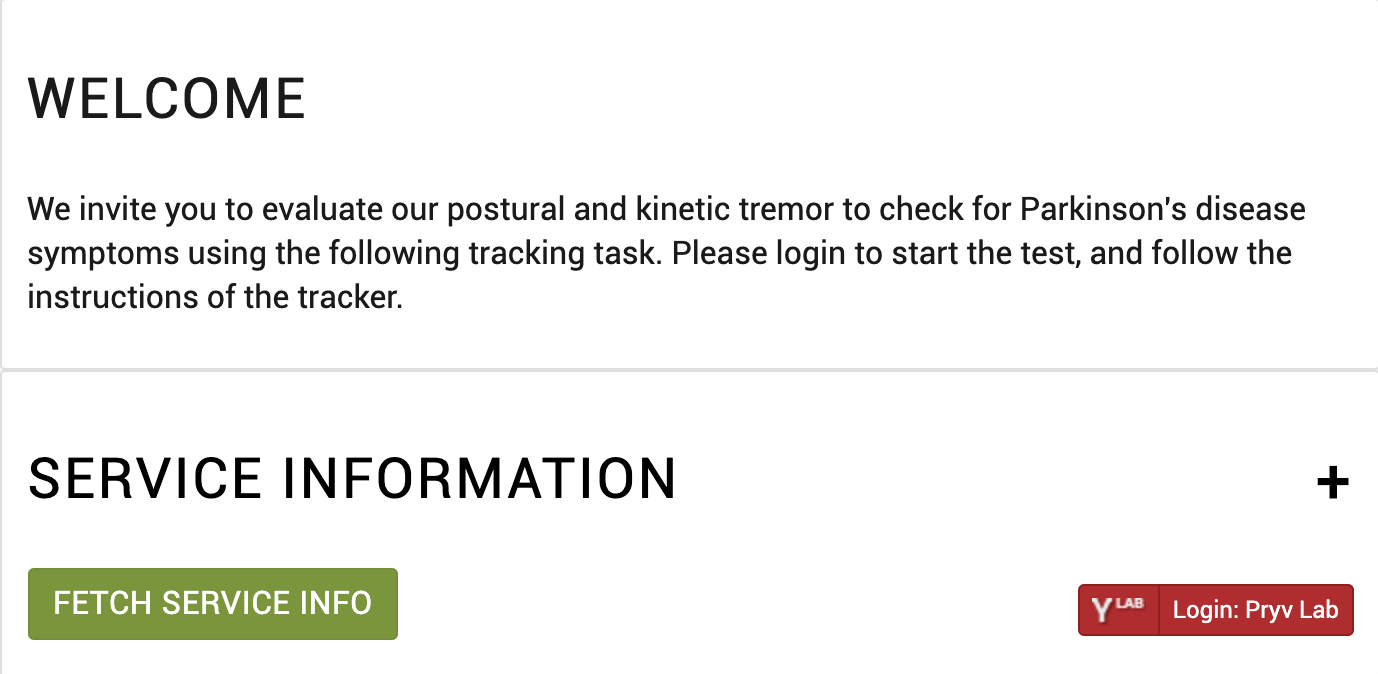 WELCOME
We invite you to evaluate our postural and kinetic tremor to check for Parkinson's disease
symptoms using the following tracking task. Please login to start the test, and follow the
instructions of the tracker.
SERVICE INFORMATION
+
FETCH SERVICE INFO
Y LAB Login: Pryv Lab